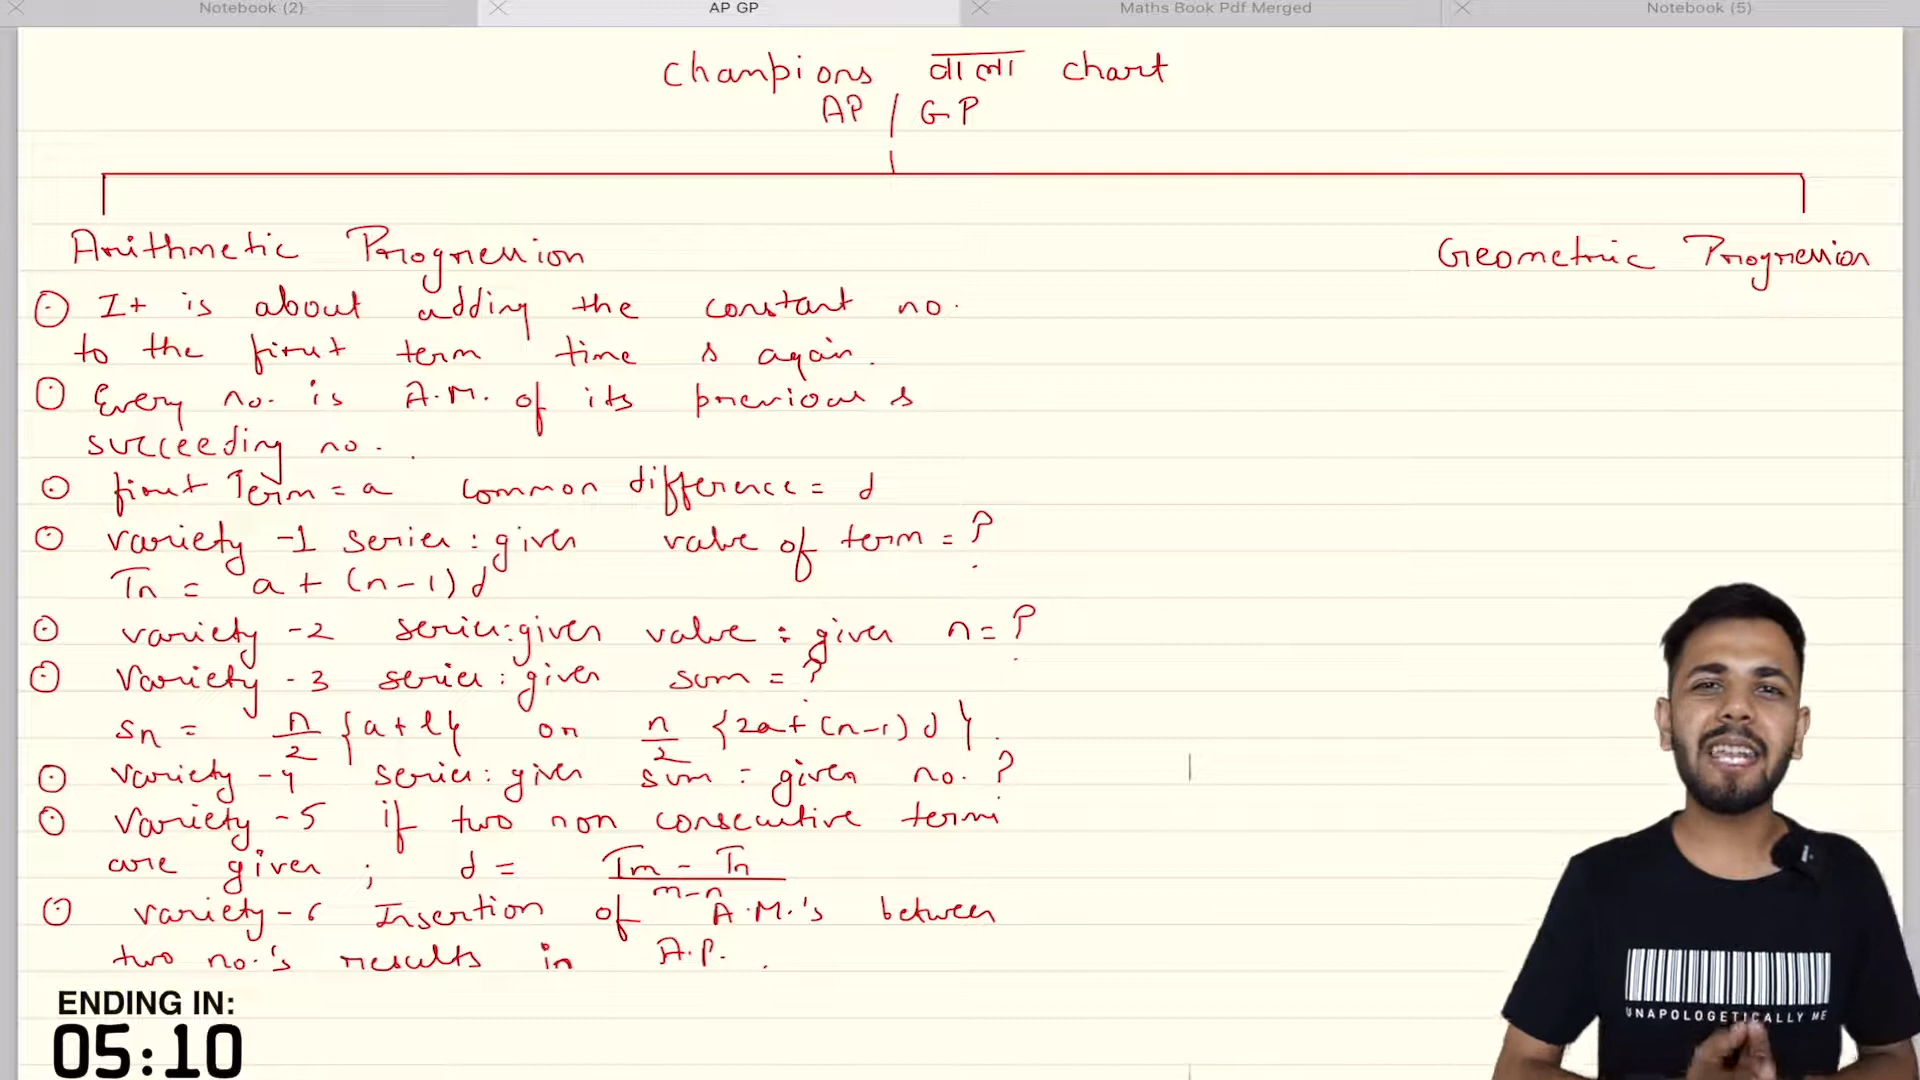 Notebook (2)
AP GP
Maths Book Pdf Merged
Notebook (5)
Champions वाला chart
AP / GP
Arithmetic Progression
Geometric Progression
It is about adding the constant no.
to the first term time & again.
Every no. is A.M. of its previous &
succeeding no.
first Term = a common difference = d
variety -1 series : given value of term = ?
Tn = a + (n-1)d
variety -2 series : given value : given n = ?
variety -3 series : given sum = ?
Sn = n/2 {a+l} or n/2 {2a+(n-1)d}.
variety -4 series : given sum = given no. ?
variety -5 if two non consecutive terms
are given ; d = Tm - Tn / m-n
variety -6 Insertion of A.M.'s between
two no.'s results in A.P.
ENDING IN:
05:10
UNAPOLOGETICALLY ME